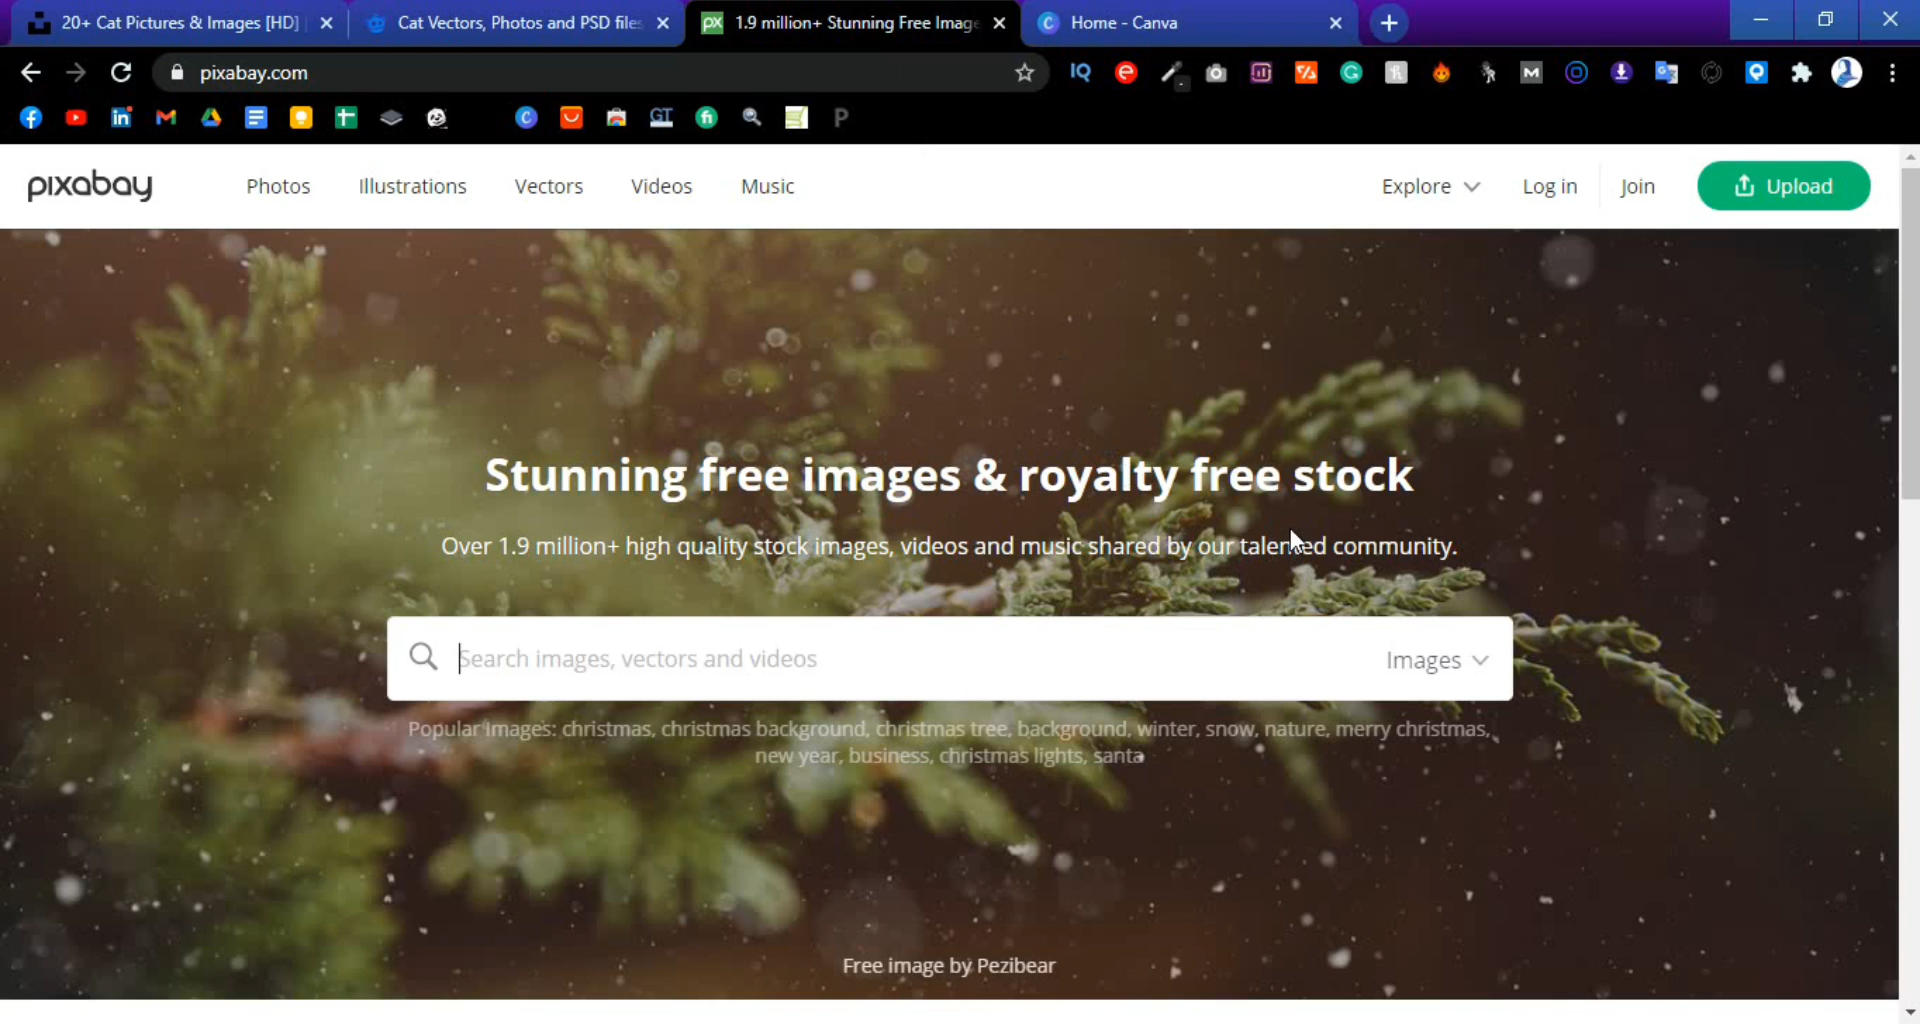 20+ Cat Pictures & Images [HD]
Cat Vectors, Photos and PSD files
1.9 million+ Stunning Free Image
Home - Canva
pixabay.com
pixabay
Photos
Illustrations
Vectors
Videos
Music
Explore
Log in
Join
Upload
Stunning free images & royalty free stock
Over 1.9 million+ high quality stock images, videos and music shared by our talented community.
Search images, vectors and videos
Images
Popular Images: christmas, christmas background, christmas tree, background, winter, snow, nature, merry christmas,
new year, business, christmas lights, santa
Free image by Pezibear